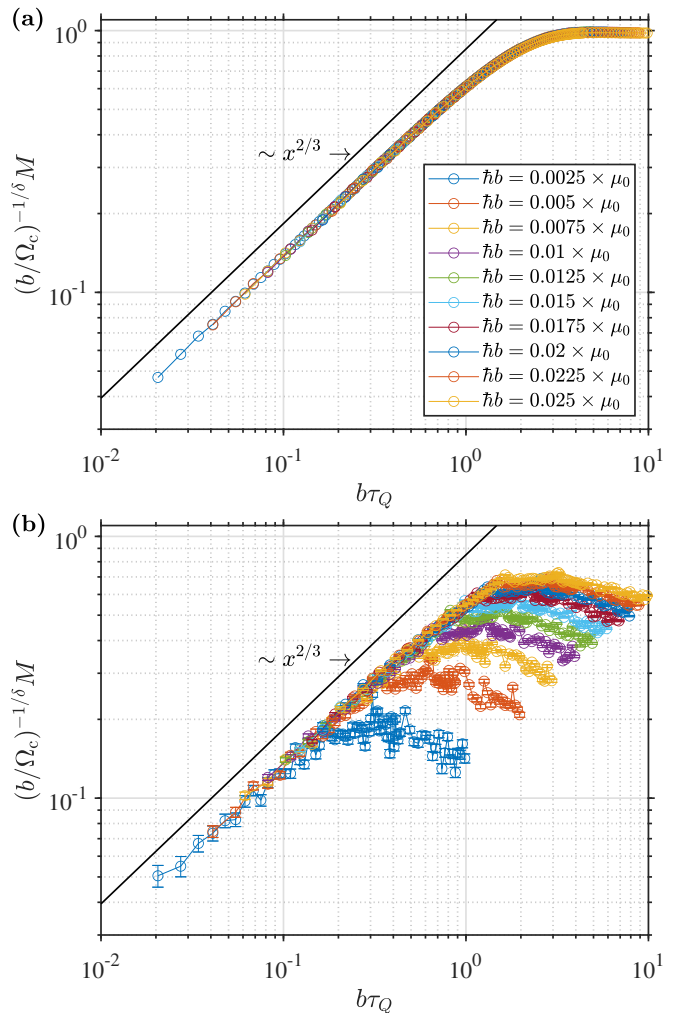 (a)
10^0
10^{-1}
(b/Ω_c)^{-1/δ}M
∼ x^{2/3} →
ℏb = 0.0025 × μ_0
ℏb = 0.005 × μ_0
ℏb = 0.0075 × μ_0
ℏb = 0.01 × μ_0
ℏb = 0.0125 × μ_0
ℏb = 0.015 × μ_0
ℏb = 0.0175 × μ_0
ℏb = 0.02 × μ_0
ℏb = 0.0225 × μ_0
ℏb = 0.025 × μ_0
10^{-2} 10^{-1} 10^0 10^1
bτ_Q
(b)
10^0
10^{-1}
(b/Ω_c)^{-1/δ}M
∼ x^{2/3} →
10^{-2} 10^{-1} 10^0 10^1
bτ_Q